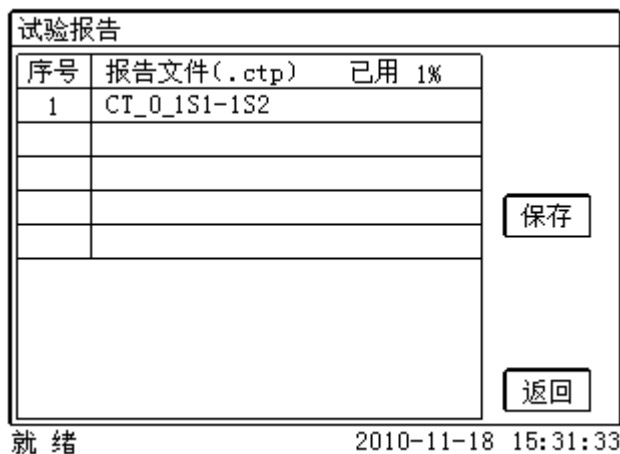 试验报告
序号 报告文件(.ctp) 已用 1%
1 CT_0_1S1-1S2
保存
返回
就 绪 2010-11-18 15:31:33